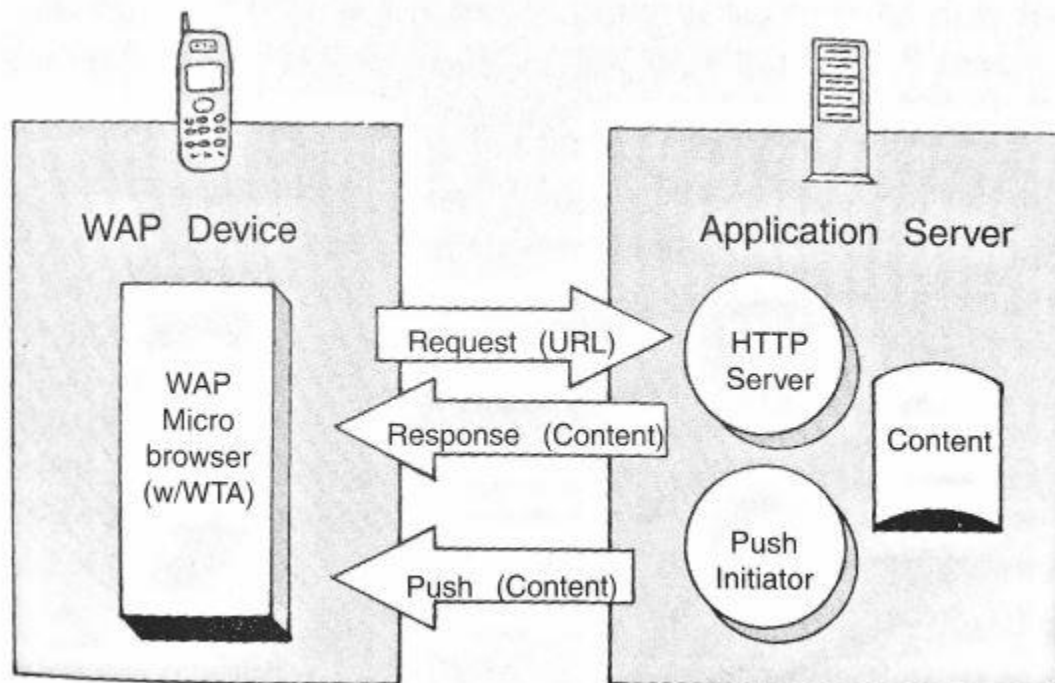 WAP Device
WAP
Micro
browser
(w/WTA)
Request (URL)
Response (Content)
Push (Content)
Application Server
HTTP
Server
Content
Push
Initiator